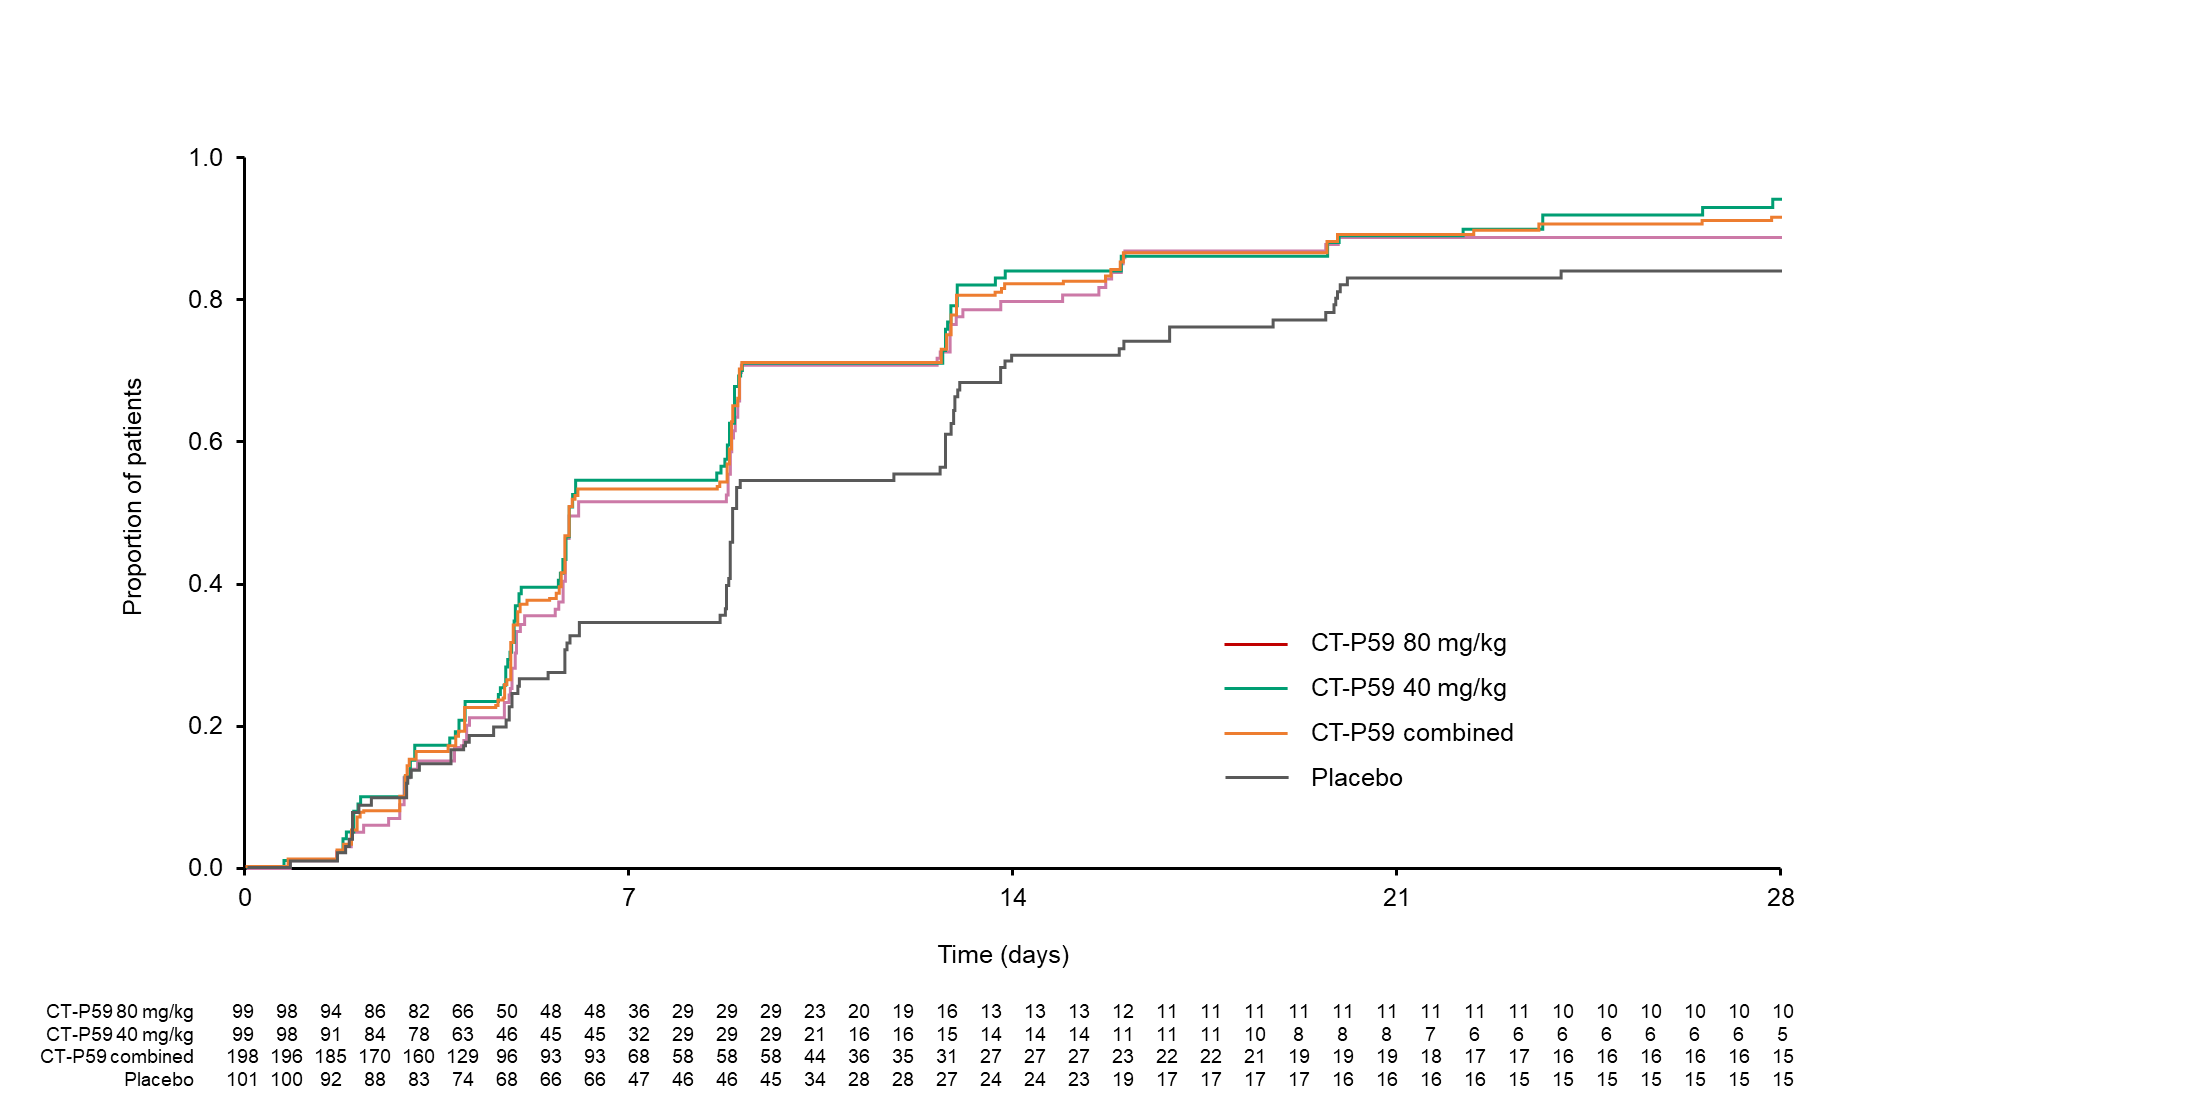 1.0
0.8
0.6
0.4
0.2
0.0
Proportion of patients
CT-P59 80 mg/kg
CT-P59 40 mg/kg
CT-P59 combined
Placebo
0 7 14 21 28
Time (days)
CT-P59 80 mg/kg 99 98 94 86 82 66 50 48 48 36 29 29 29 23 20 19 16 13 13 13 12 11 11 11 11 11 11 11 11 11 10 10 10 10 10 10
CT-P59 40 mg/kg 99 98 91 84 78 63 46 45 45 32 29 29 29 21 16 16 15 14 14 14 11 11 11 10 8 8 8 7 6 6 6 6 6 6 6 5
CT-P59 combined 198 196 185 170 160 129 96 93 93 68 58 58 58 44 36 35 31 27 27 27 23 22 22 21 19 19 19 18 17 17 16 16 16 16 16 15
Placebo 101 100 92 88 83 74 68 66 66 47 46 46 45 34 28 28 27 24 24 23 19 17 17 17 17 16 16 16 16 15 15 15 15 15 15 15